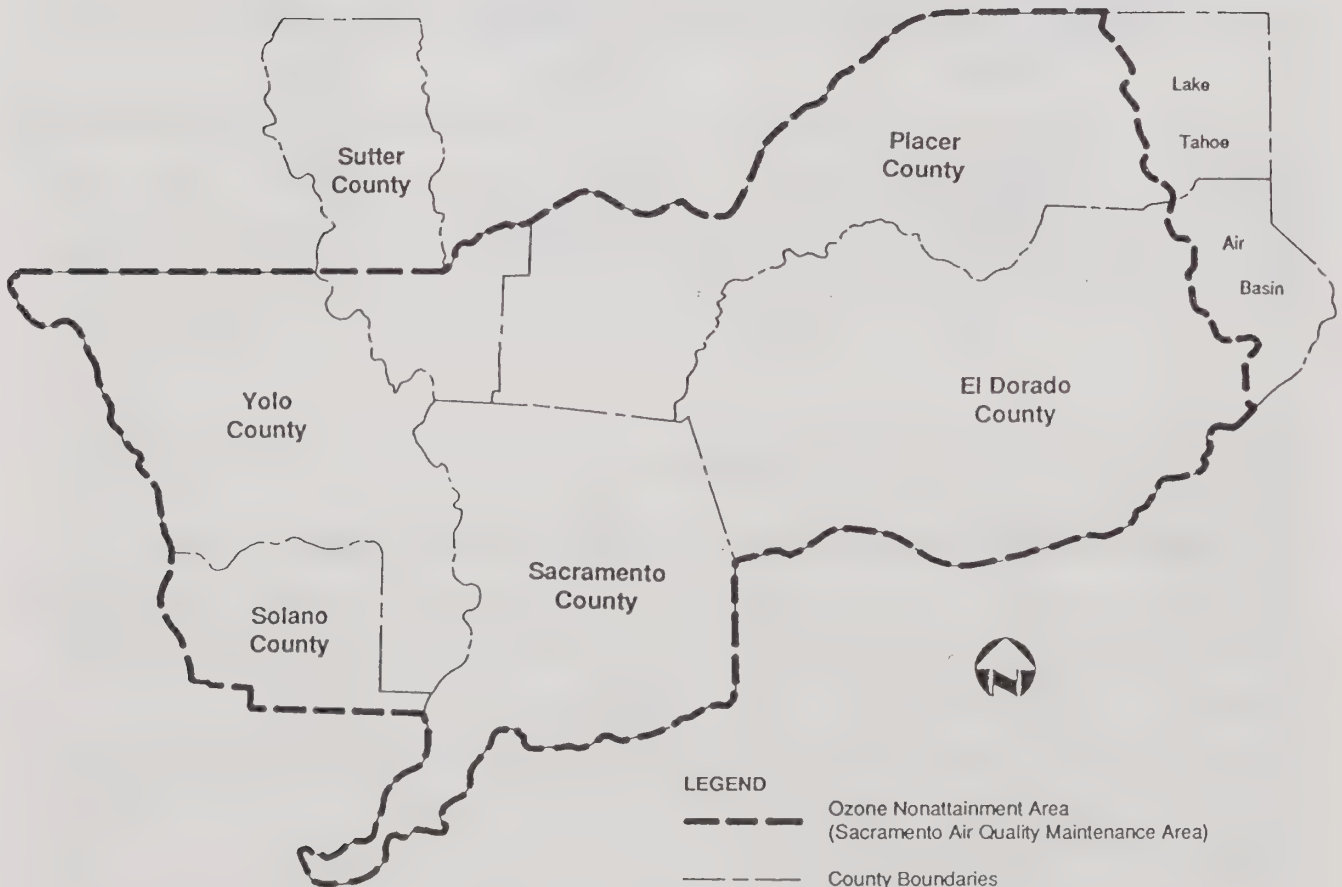 Lake
Tahoe
Sutter
County
Placer
County
Air
Basin
Yolo
County
El Dorado
County
Sacramento
County
Solano
County
N
LEGEND
Ozone Nonattainment Area
(Sacramento Air Quality Maintenance Area)
County Boundaries